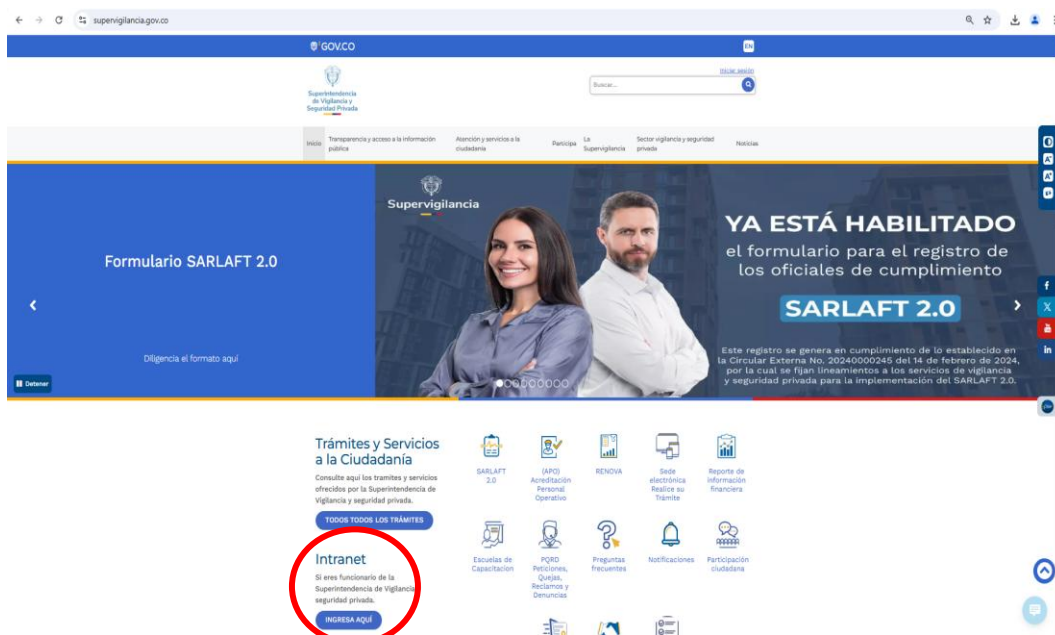 supervigilancia.gov.co
GOV.CO
EN
Iniciar sesión
Superintendencia
de Vigilancia y
Seguridad Privada
Buscar...
Inicio
Transparencia y acceso a la información
pública
Atención y servicios a la
ciudadania
Participa
La
Supervigilancia
Sector vigilancia y seguridad
privada
Noticias
Formulario SARLAFT 2.0
Diligencia el formato aquí
Detener
Supervigilancia
YA ESTÁ HABILITADO
el formulario para el registro de
los oficiales de cumplimiento
SARLAFT 2.0
Este registro se genera en cumplimiento de lo establecido en
la Circular Externa No. 20240000245 del 14 de febrero de 2024,
por la cual se fijan lineamientos a los servicios de vigilancia
y seguridad privada para la implementación del SARLAFT 2.0.
Trámites y Servicios
a la Ciudadanía
Consulte aquí los tramites y servicios
ofrecidos por la Superintendencia de
Vigilancia y seguridad privada.
TODOS TODOS LOS TRÁMITES
SARLAFT
2.0
(APO)
Acreditación
Personal
Operativo
RENOVA
Sede
electrónica
Realice su
Trámite
Reporte de
información
financiera
Intranet
Si eres funcionario de la
Superintendencia de Vigilancia
seguridad privada.
INGRESA AQUÍ
Escuelas de
Capacitacion
PQRD
Peticiones,
Quejas,
Reclamos y
Denuncias
Preguntas
frecuentes
Notificaciones
Participación
ciudadana